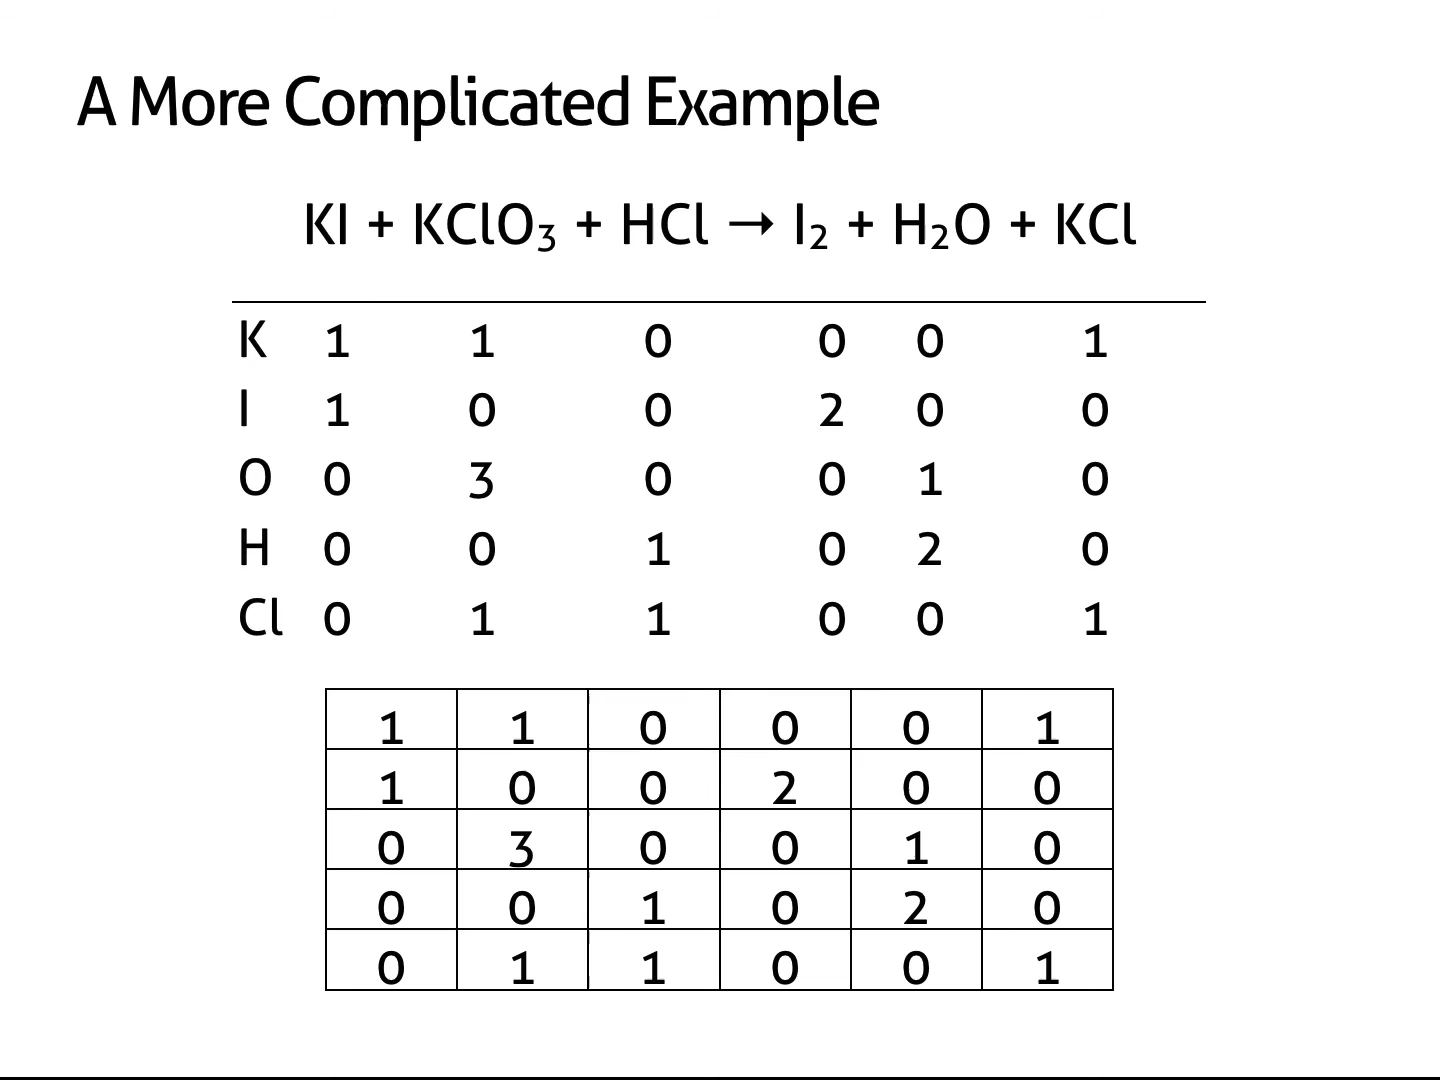 A More Complicated Example
KI + KClO₃ + HCl → I₂ + H₂O + KCl
K 1 1 0 0 0 1
I 1 0 0 2 0 0
O 0 3 0 0 1 0
H 0 0 1 0 2 0
Cl 0 1 1 0 0 1
1 1 0 0 0 1
1 0 0 2 0 0
0 3 0 0 1 0
0 0 1 0 2 0
0 1 1 0 0 1